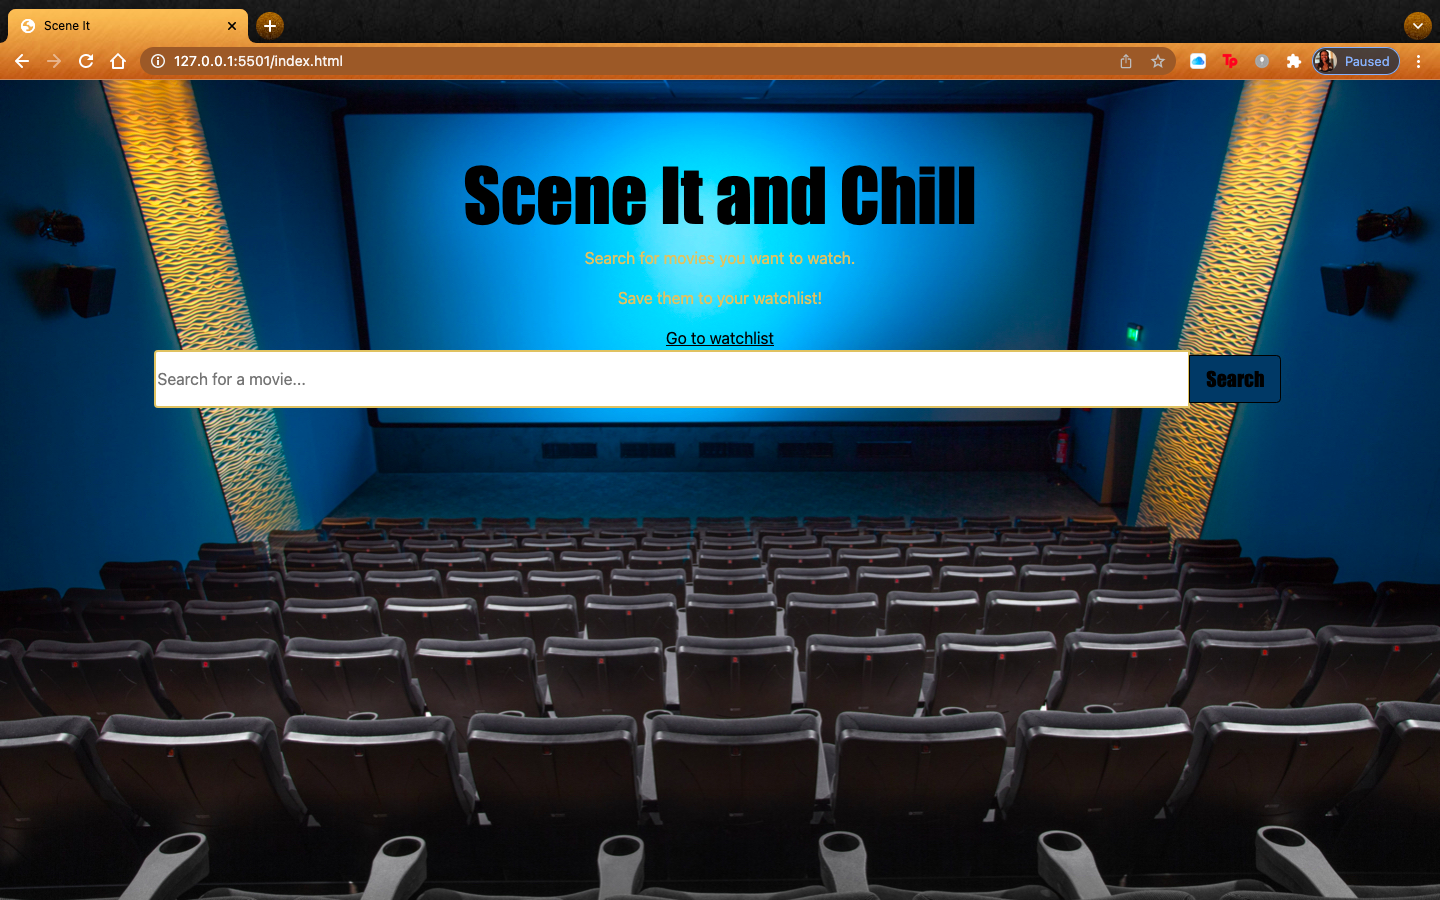 Scene It
127.0.0.1:5501/index.html
Tp
Paused
Scene It and Chill
Search for movies you want to watch.
Save them to your watchlist!
Go to watchlist
Search for a movie...
Search